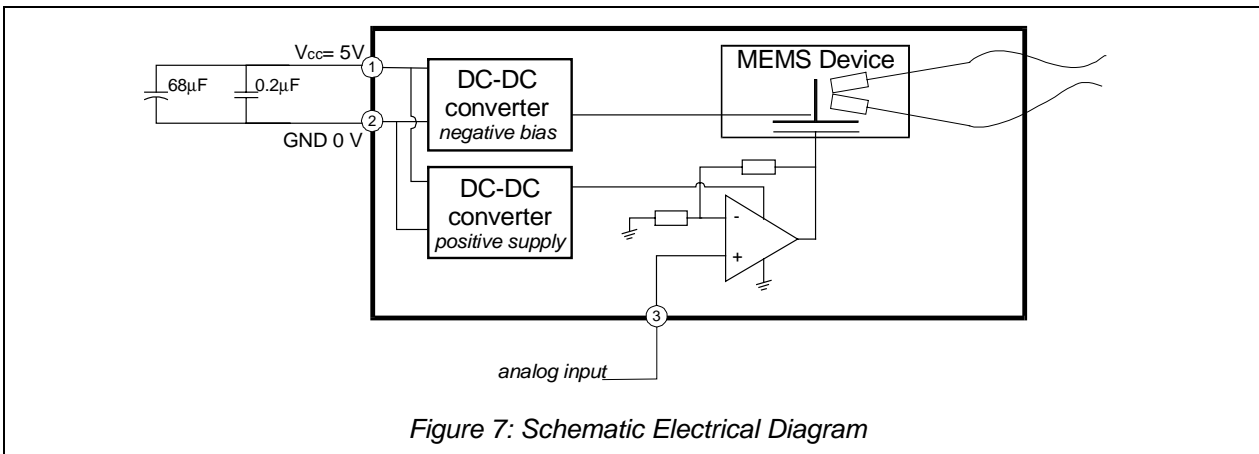 Vcc= 5V
1
68µF
0.2µF
2
GND 0 V
DC-DC
converter
negative bias
MEMS Device
DC-DC
converter
positive supply
-
+
3
analog input
Figure 7: Schematic Electrical Diagram